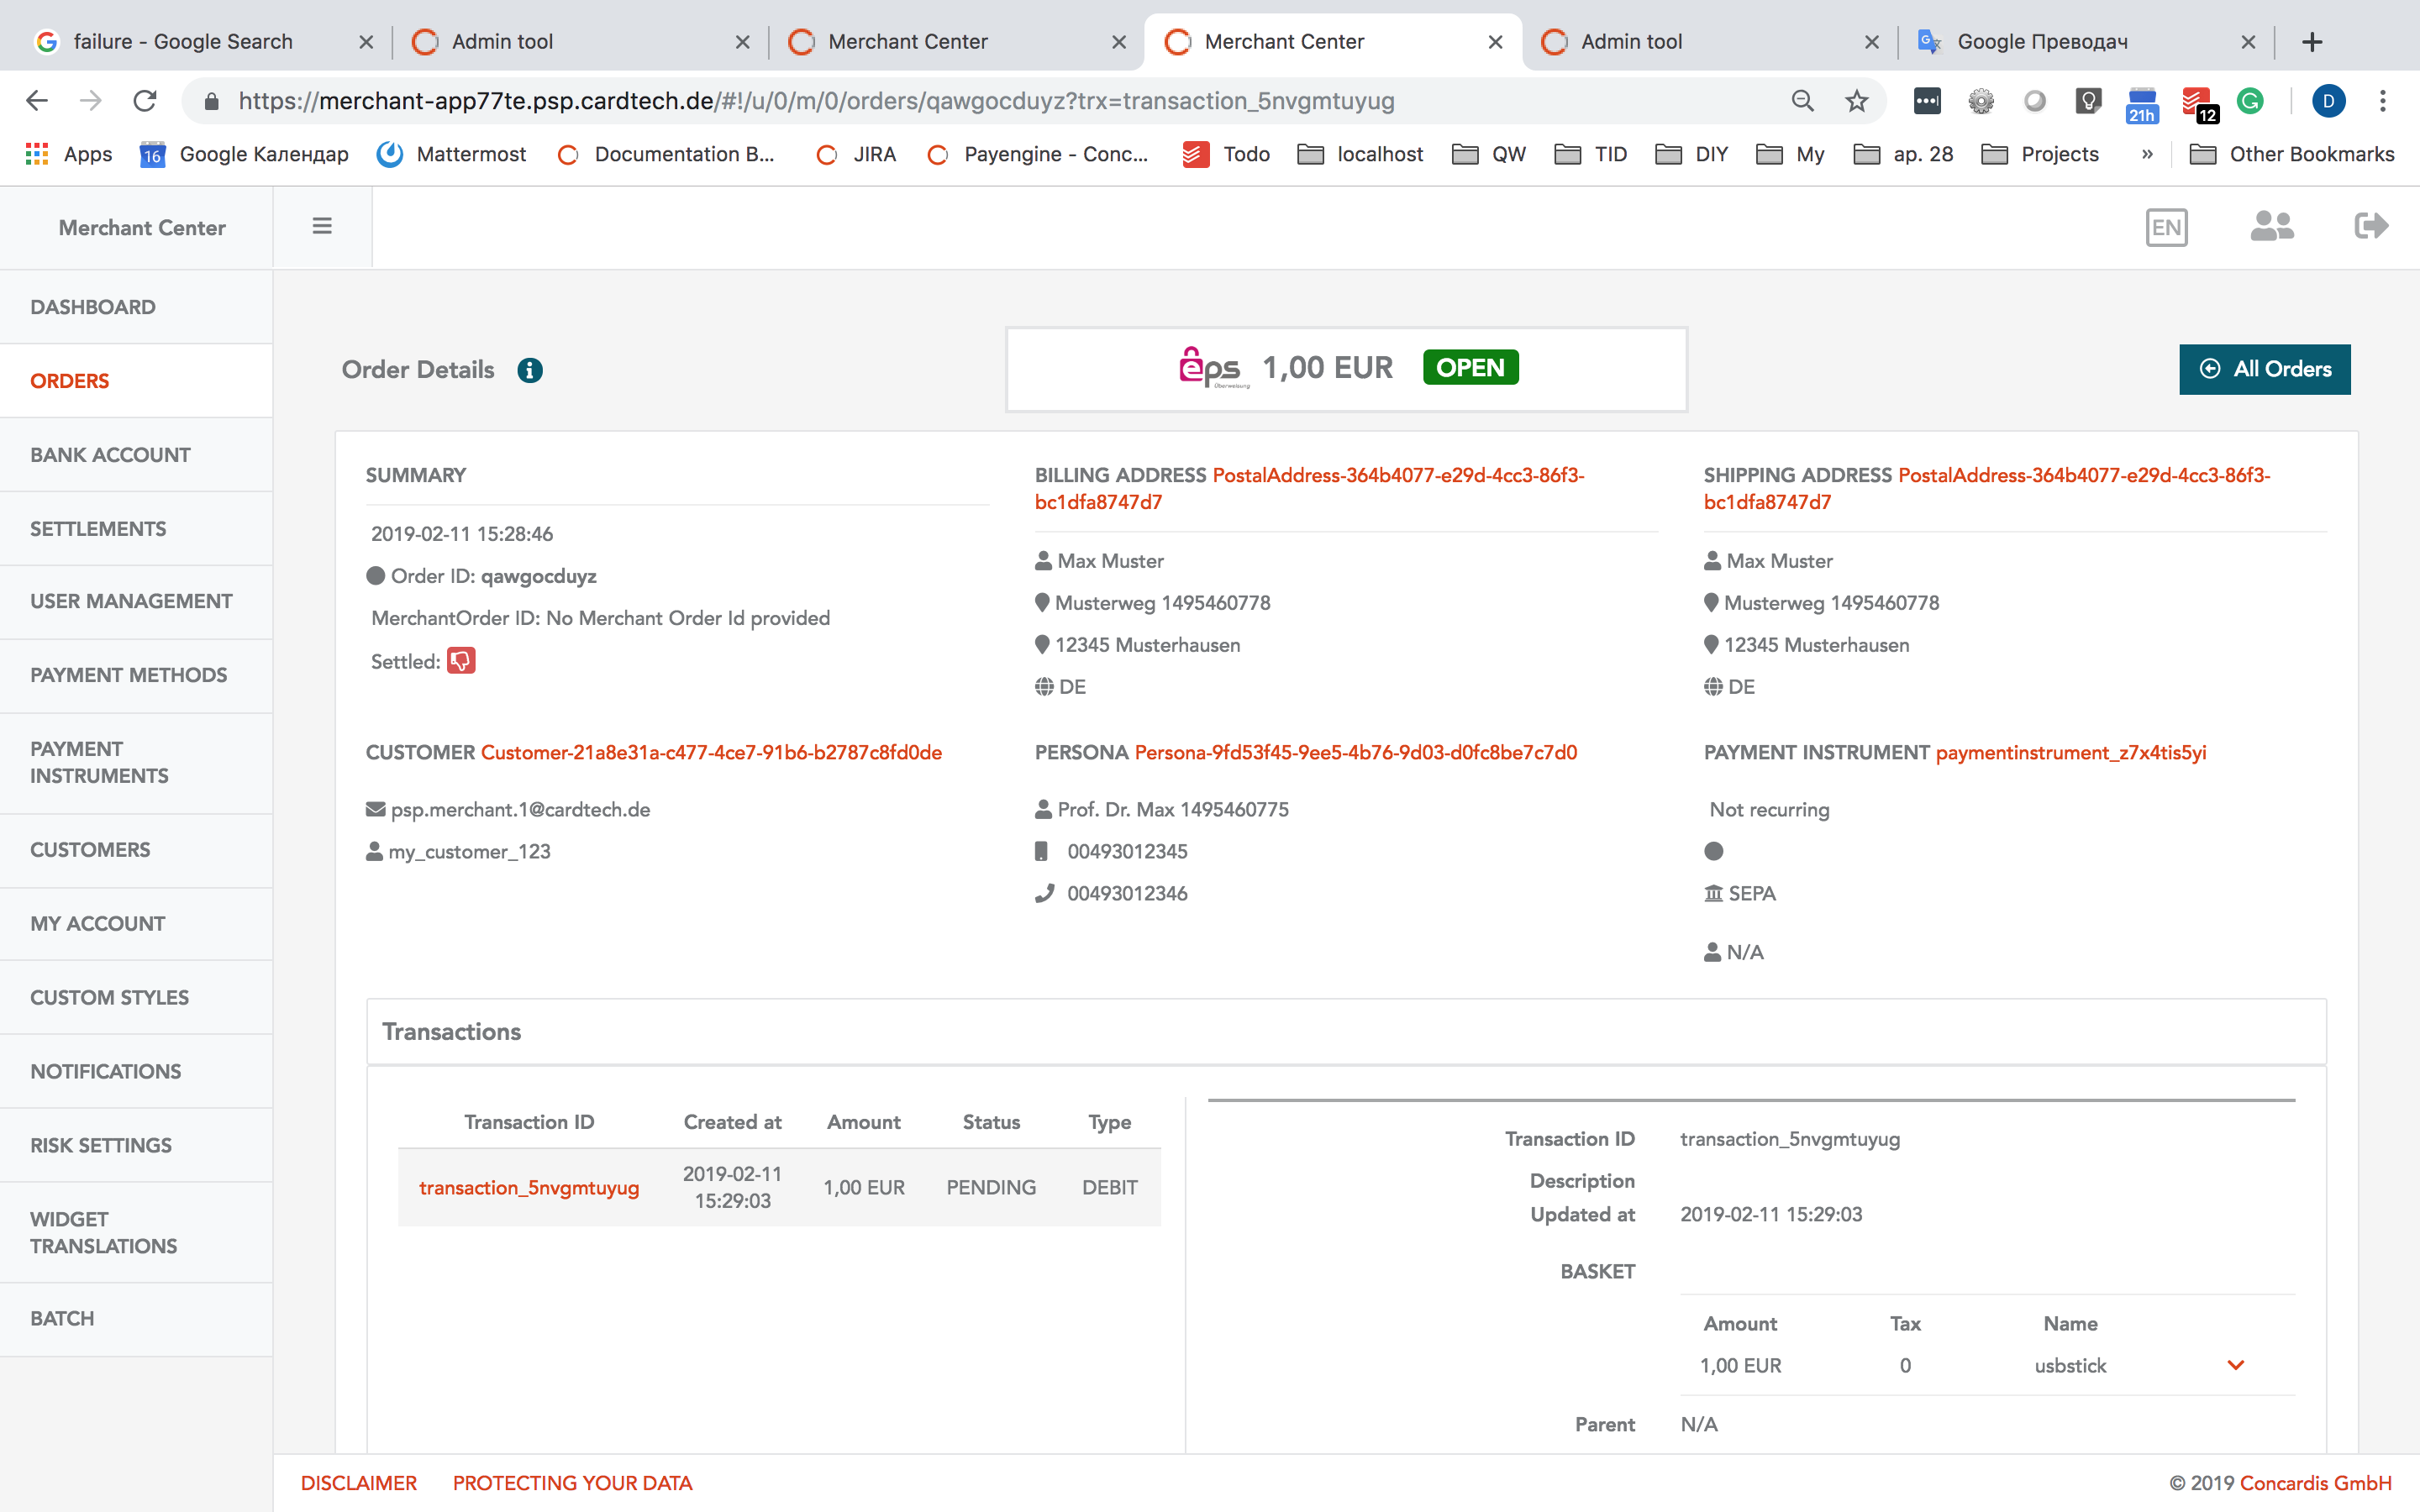 failure - Google Search
Admin tool
Merchant Center
Merchant Center
Admin tool
Google Преводач
https://merchant-app77te.psp.cardtech.de/#!/u/0/m/0/orders/qawgocduyz?trx=transaction_5nvgmtuyug
21h
12
D
Apps
16
Google Календар
Mattermost
Documentation B...
JIRA
Payengine - Conc...
Todo
localhost
QW
TID
DIY
My
ap. 28
Projects
»
Other Bookmarks
Merchant Center
EN
DASHBOARD
ORDERS
BANK ACCOUNT
SETTLEMENTS
USER MANAGEMENT
PAYMENT METHODS
PAYMENT
INSTRUMENTS
CUSTOMERS
MY ACCOUNT
CUSTOM STYLES
NOTIFICATIONS
RISK SETTINGS
WIDGET
TRANSLATIONS
BATCH
Order Details
eps Überweisung 1,00 EUR OPEN
All Orders
SUMMARY
2019-02-11 15:28:46
Order ID: qawgocduyz
MerchantOrder ID: No Merchant Order Id provided
Settled:
BILLING ADDRESS PostalAddress-364b4077-e29d-4cc3-86f3-
bc1dfa8747d7
Max Muster
Musterweg 1495460778
12345 Musterhausen
DE
SHIPPING ADDRESS PostalAddress-364b4077-e29d-4cc3-86f3-
bc1dfa8747d7
Max Muster
Musterweg 1495460778
12345 Musterhausen
DE
CUSTOMER Customer-21a8e31a-c477-4ce7-91b6-b2787c8fd0de
psp.merchant.1@cardtech.de
my_customer_123
PERSONA Persona-9fd53f45-9ee5-4b76-9d03-d0fc8be7c7d0
Prof. Dr. Max 1495460775
00493012345
00493012346
PAYMENT INSTRUMENT paymentinstrument_z7x4tis5yi
Not recurring
SEPA
N/A
Transactions
Transaction ID Created at Amount Status Type
transaction_5nvgmtuyug 2019-02-11 15:29:03 1,00 EUR PENDING DEBIT
Transaction ID transaction_5nvgmtuyug
Description
Updated at 2019-02-11 15:29:03
BASKET
Amount Tax Name
1,00 EUR 0 usbstick
Parent N/A
DISCLAIMER PROTECTING YOUR DATA
© 2019 Concardis GmbH